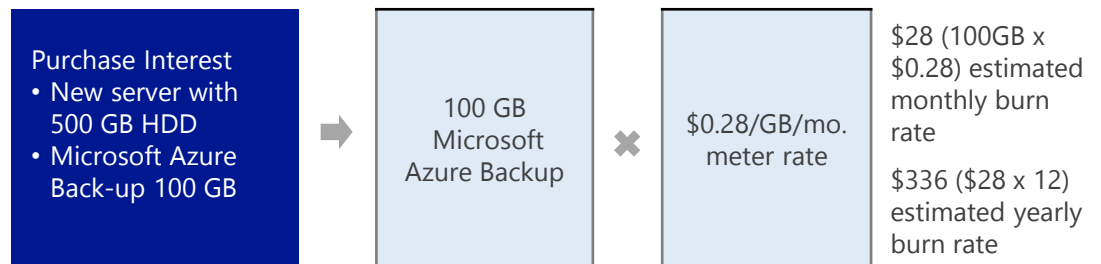 Purchase Interest
• New server with
500 GB HDD
• Microsoft Azure
Back-up 100 GB
100 GB
Microsoft
Azure Backup
$0.28/GB/mo.
meter rate
$28 (100GB x
$0.28) estimated
monthly burn
rate
$336 ($28 x 12)
estimated yearly
burn rate